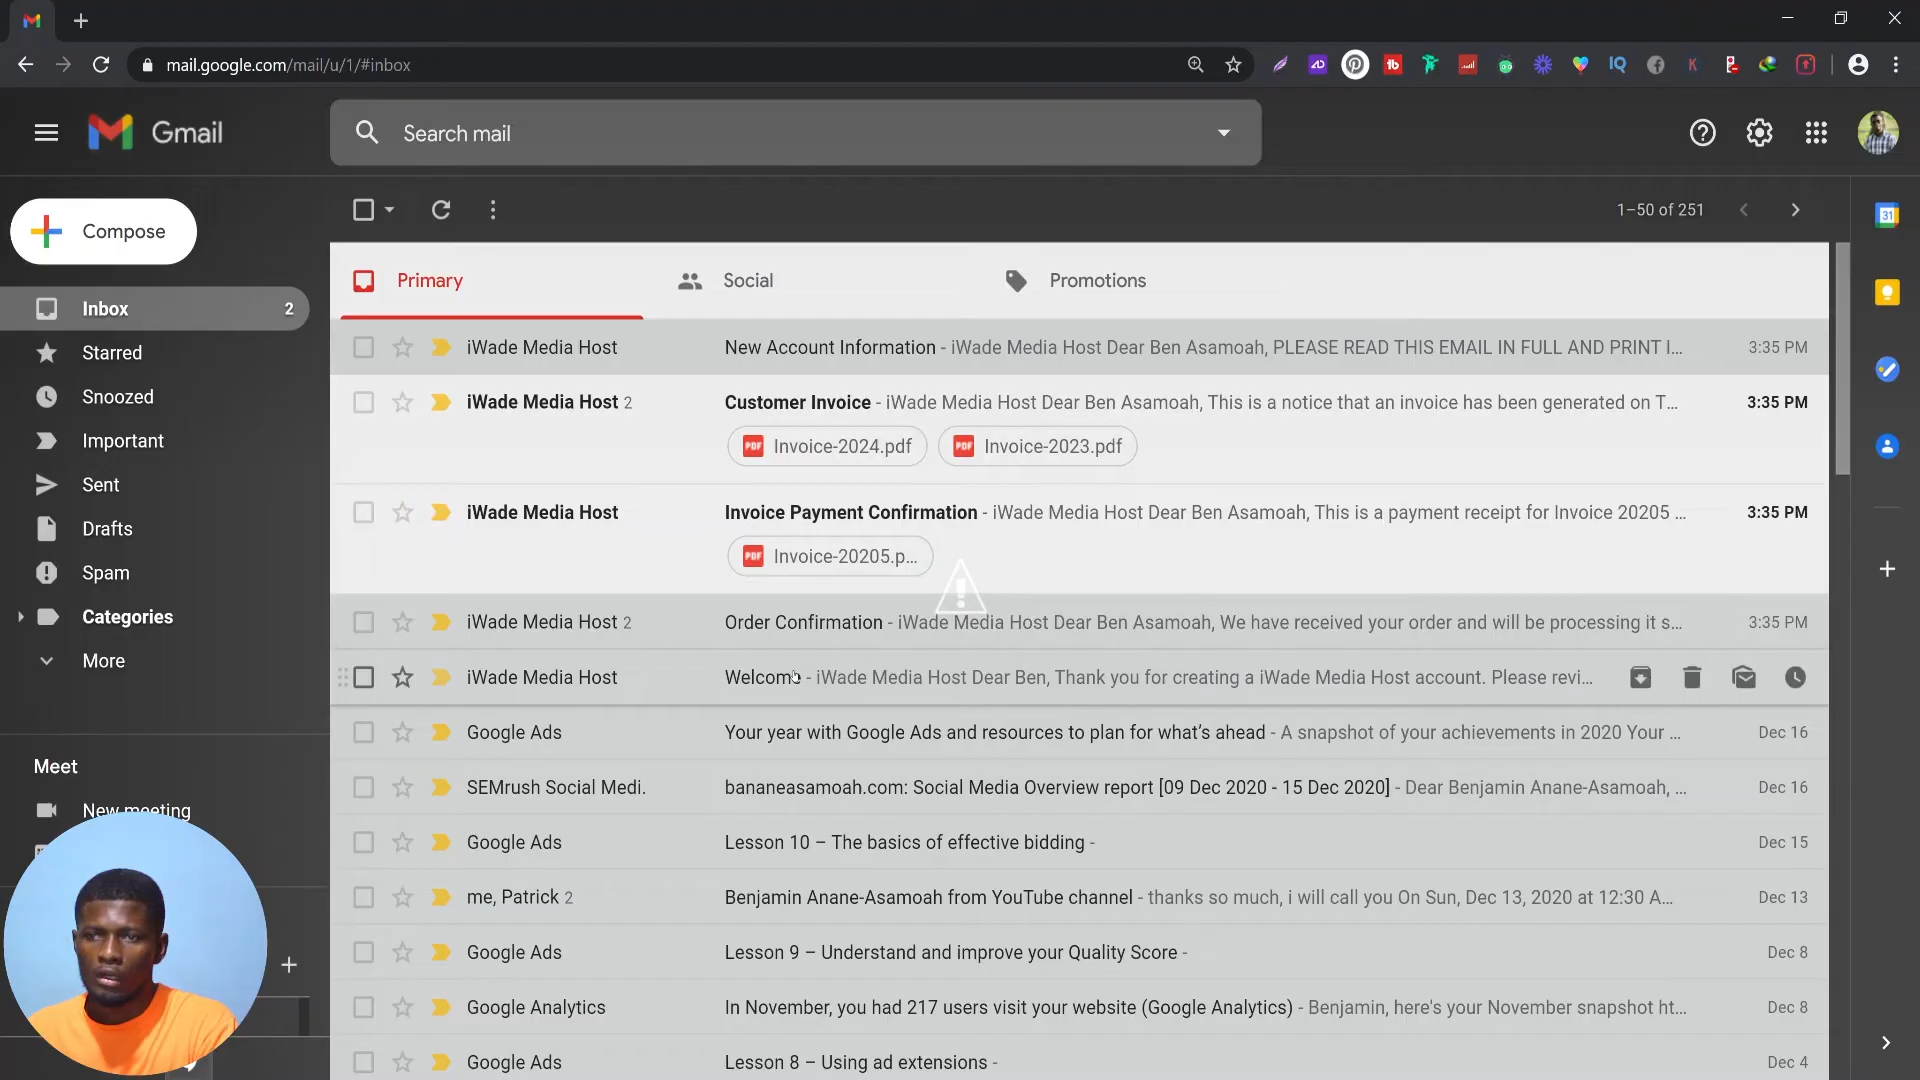 mail.google.com/mail/u/1/#inbox
Gmail
Search mail
Compose
1–50 of 251
Inbox 2
Starred
Snoozed
Important
Sent
Drafts
Spam
Categories
More
Meet
New meeting
Primary Social Promotions
iWade Media Host New Account Information - iWade Media Host Dear Ben Asamoah, PLEASE READ THIS EMAIL IN FULL AND PRINT I... 3:35 PM
iWade Media Host 2 Customer Invoice - iWade Media Host Dear Ben Asamoah, This is a notice that an invoice has been generated on T... 3:35 PM
PDF Invoice-2024.pdf PDF Invoice-2023.pdf
iWade Media Host Invoice Payment Confirmation - iWade Media Host Dear Ben Asamoah, This is a payment receipt for Invoice 20205 ... 3:35 PM
PDF Invoice-20205.p...
iWade Media Host 2 Order Confirmation - iWade Media Host Dear Ben Asamoah, We have received your order and will be processing it s... 3:35 PM
iWade Media Host Welcome - iWade Media Host Dear Ben, Thank you for creating a iWade Media Host account. Please revi...
Google Ads Your year with Google Ads and resources to plan for what’s ahead - A snapshot of your achievements in 2020 Your ... Dec 16
SEMrush Social Medi. bananeasamoah.com: Social Media Overview report [09 Dec 2020 - 15 Dec 2020] - Dear Benjamin Anane-Asamoah, ... Dec 16
Google Ads Lesson 10 – The basics of effective bidding - Dec 15
me, Patrick 2 Benjamin Anane-Asamoah from YouTube channel - thanks so much, i will call you On Sun, Dec 13, 2020 at 12:30 A... Dec 13
Google Ads Lesson 9 – Understand and improve your Quality Score - Dec 8
Google Analytics In November, you had 217 users visit your website (Google Analytics) - Benjamin, here's your November snapshot ht... Dec 8
Google Ads Lesson 8 – Using ad extensions - Dec 4
31